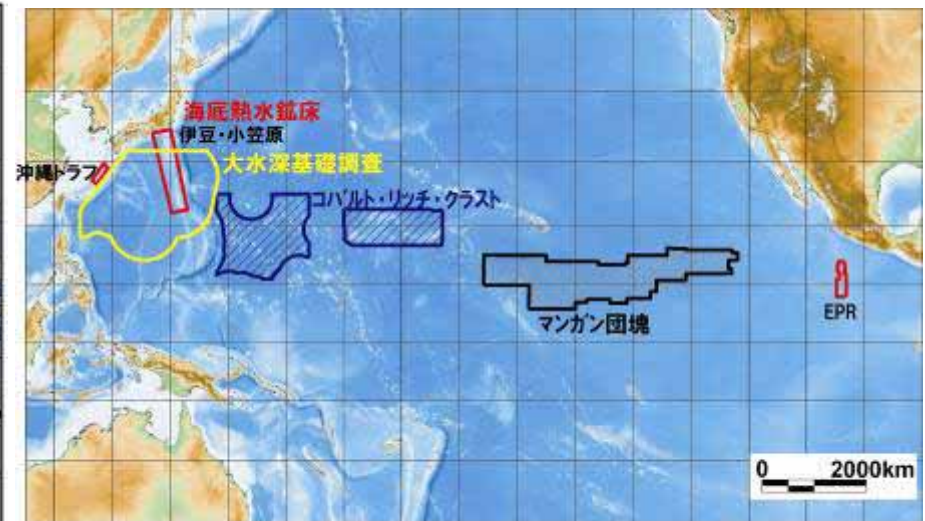 海底熱水鉱床
伊豆・小笠原
沖縄トラフ
大水深基礎調査
コバルト・リッチ・クラスト
マンガン団塊
EPR
0 2000km